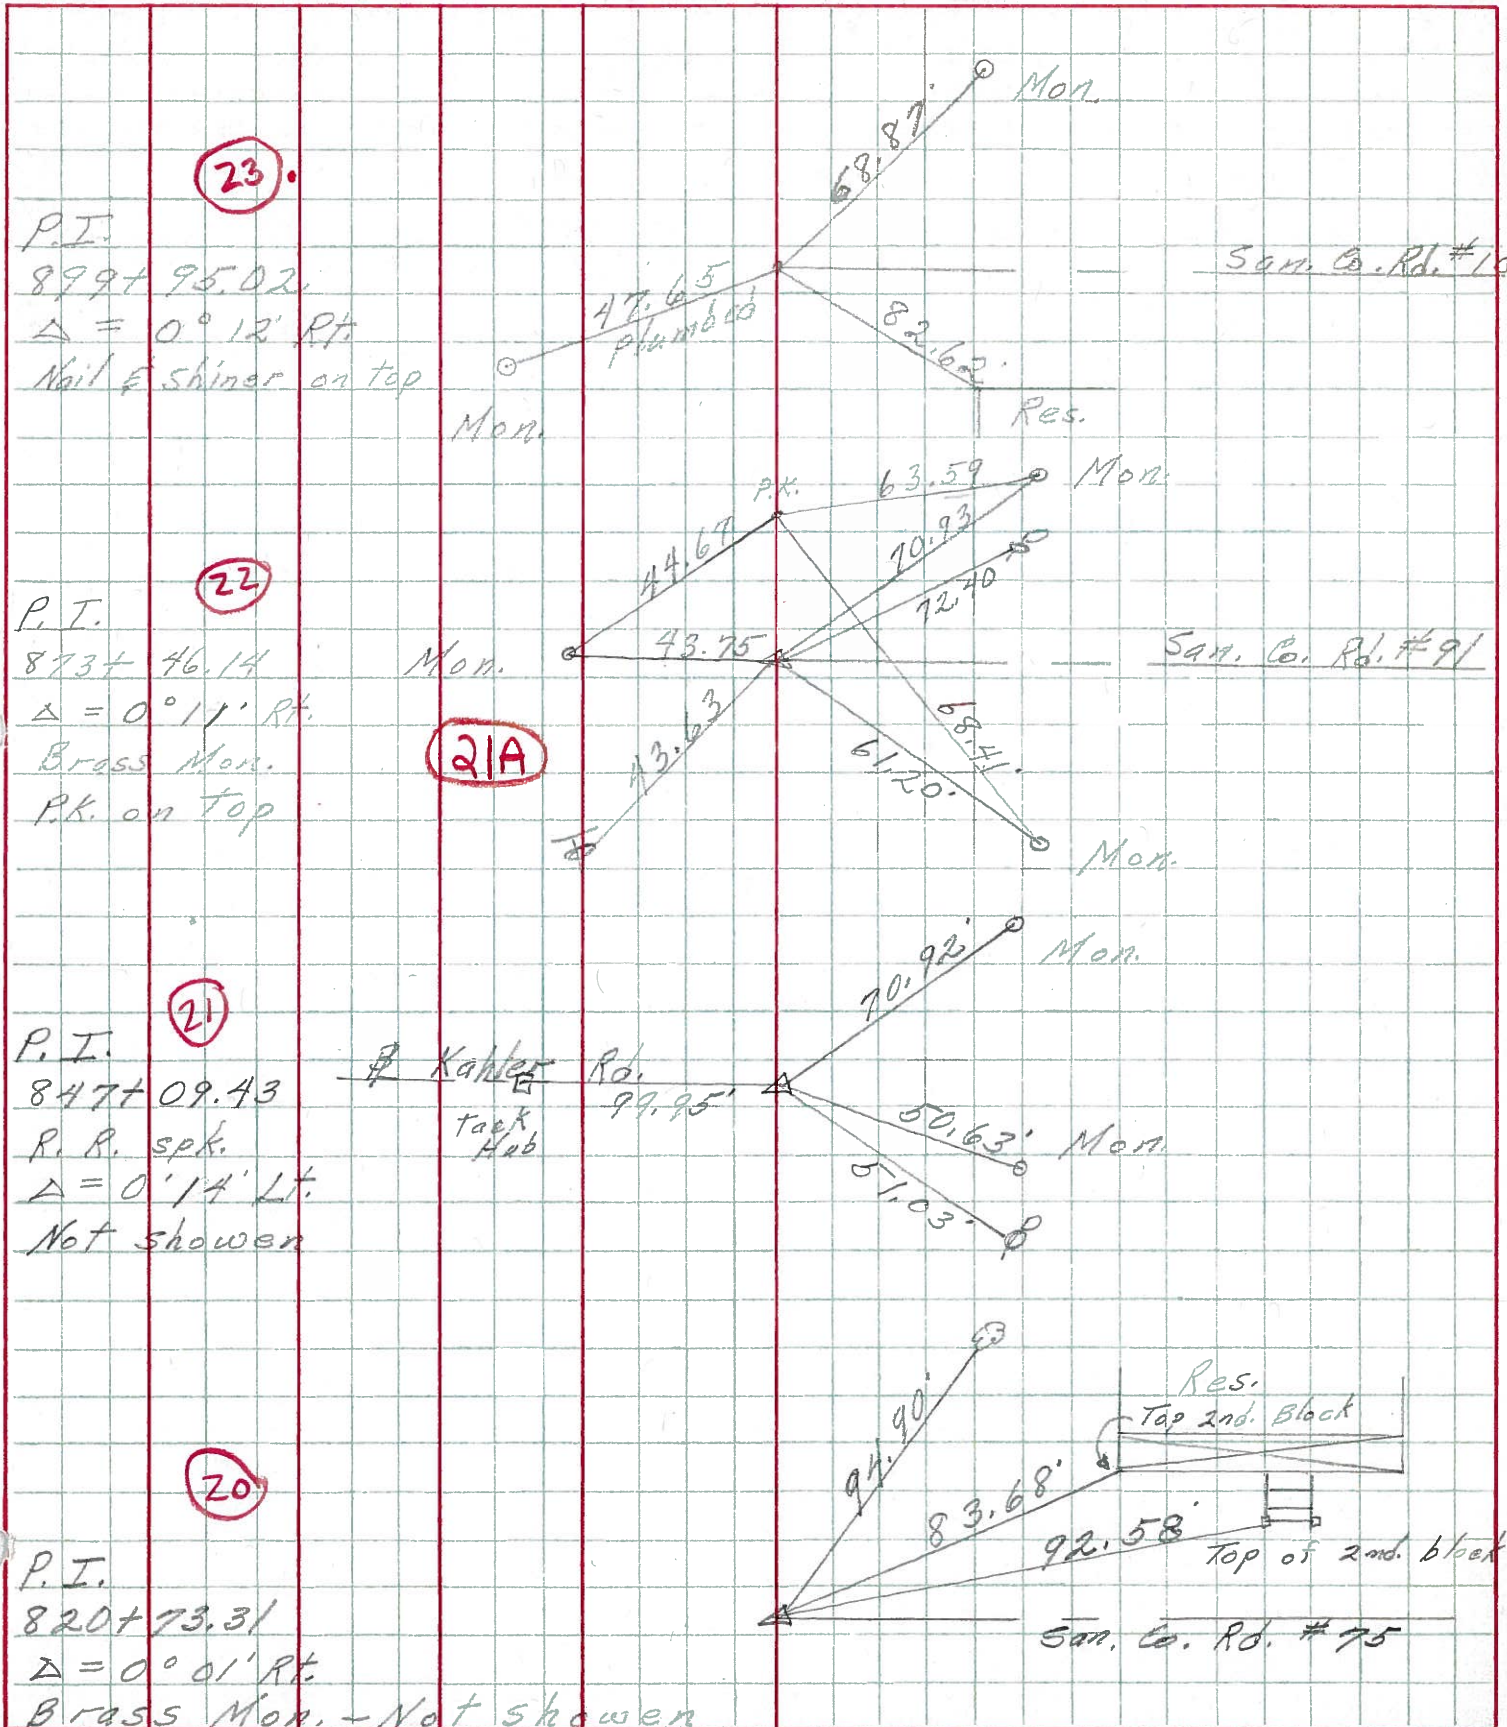 Mon.
68.87'
23.
P.I.
899+95.02
Δ = 0°12' Rt.
Nail & Shiner on top
47.65
plumbed
San. Co. Rd. #10
82.62'
Mon.
Res.
P.K.
63.59
Mon.
44.67
70.93
72.40
22
P.I.
873+46.14
Δ = 0°11' Rt.
Brass Mon.
P.K. on Top
Mon.
43.75
San. Co. Rd. #91
21A
43.63
68.41'
61.20'
Mon.
70.92'
Mon.
21
P.I.
847+09.43
R.R. spk.
Δ = 0°14' Lt.
Not showen
Kahler Rd.
99.95'
tack
Hub
50.63'
Mon.
51.03'
94.90'
Res.
Top 2nd. Block
20
83.68'
92.58'
Top of 2nd. block
P.I.
820+73.31
Δ = 0°01' Rt.
Brass Mon. - Not showen
San. Co. Rd. #75